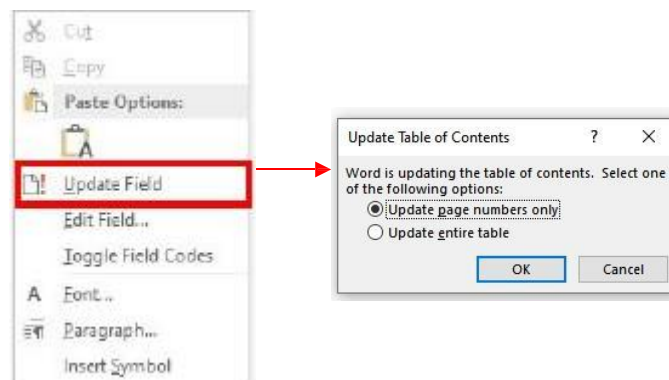 Cut
Copy
Paste Options:
A
Update Field
Edit Field...
Toggle Field Codes
A Font...
Paragraph...
Insert Symbol
Update Table of Contents ? X
Word is updating the table of contents. Select one
of the following options:
Update page numbers only
Update entire table
OK Cancel